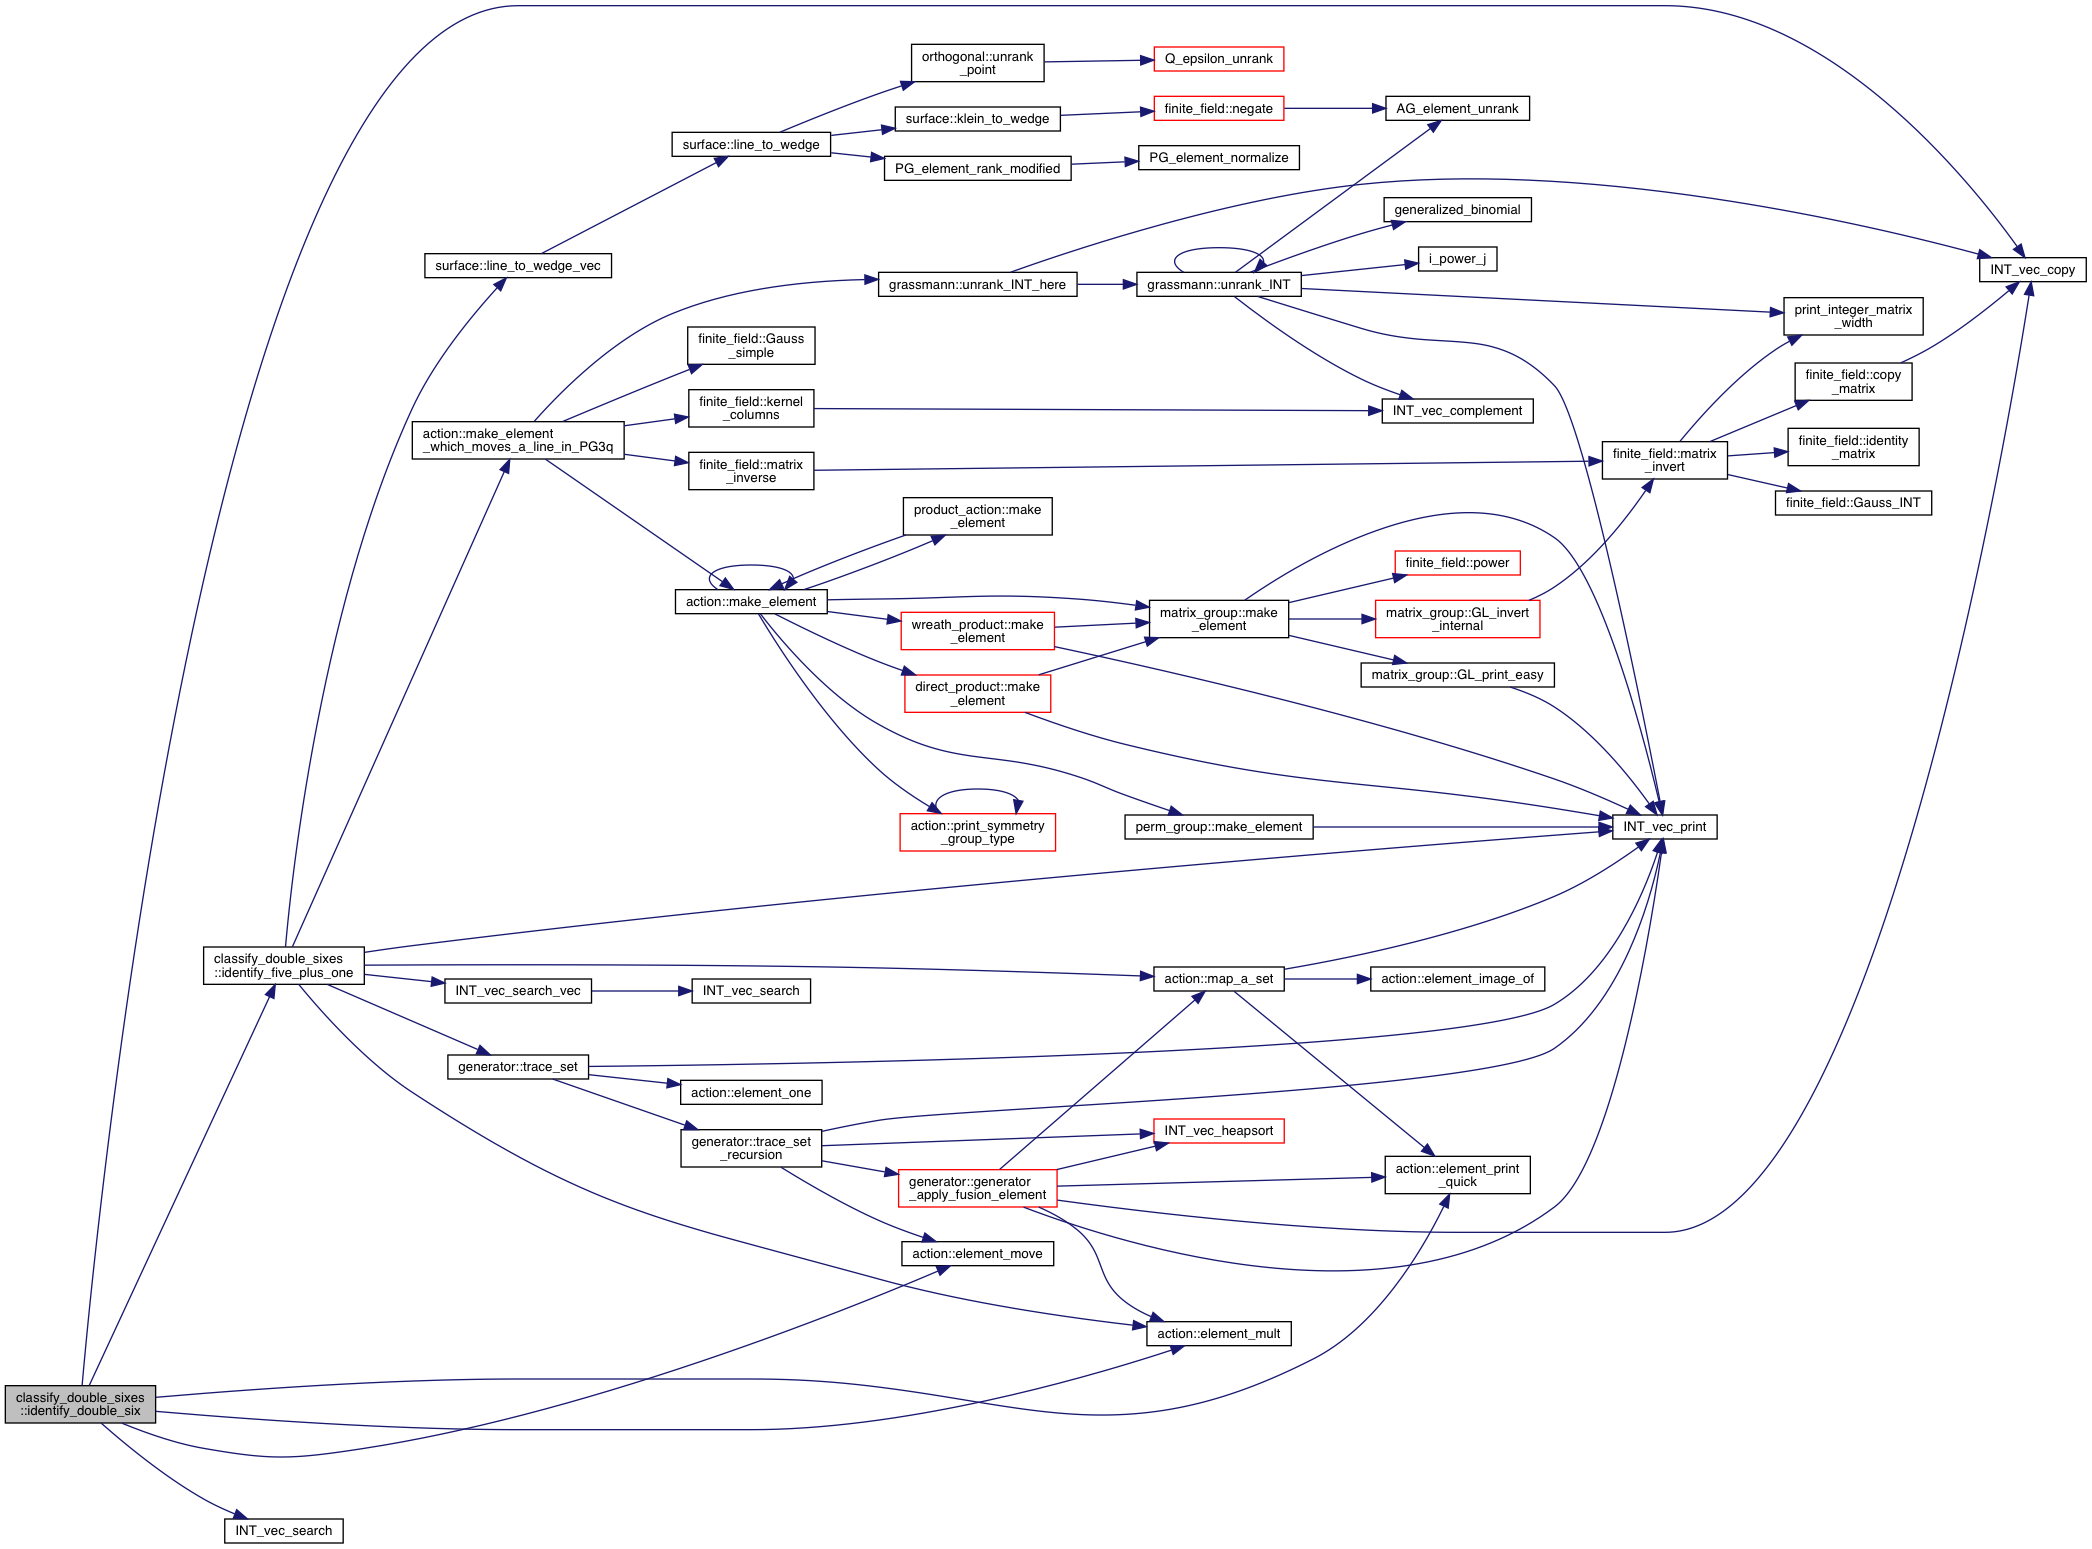 orthogonal::unrank
_point
Q_epsilon_unrank
surface::klein_to_wedge
finite_field::negate
AG_element_unrank
surface::line_to_wedge
PG_element_rank_modified
PG_element_normalize
generalized_binomial
surface::line_to_wedge_vec
i_power_j
INT_vec_copy
grassmann::unrank_INT_here
grassmann::unrank_INT
print_integer_matrix
_width
finite_field::Gauss
_simple
finite_field::copy
_matrix
finite_field::kernel
_columns
INT_vec_complement
action::make_element
_which_moves_a_line_in_PG3q
finite_field::identity
_matrix
finite_field::matrix
_inverse
finite_field::matrix
_invert
finite_field::Gauss_INT
product_action::make
_element
finite_field::power
action::make_element
matrix_group::make
_element
matrix_group::GL_invert
_internal
wreath_product::make
_element
matrix_group::GL_print_easy
direct_product::make
_element
action::print_symmetry
_group_type
perm_group::make_element
INT_vec_print
classify_double_sixes
::identify_five_plus_one
action::map_a_set
action::element_image_of
INT_vec_search_vec
INT_vec_search
generator::trace_set
action::element_one
generator::trace_set
_recursion
INT_vec_heapsort
generator::generator
_apply_fusion_element
action::element_print
_quick
action::element_move
action::element_mult
classify_double_sixes
::identify_double_six
INT_vec_search